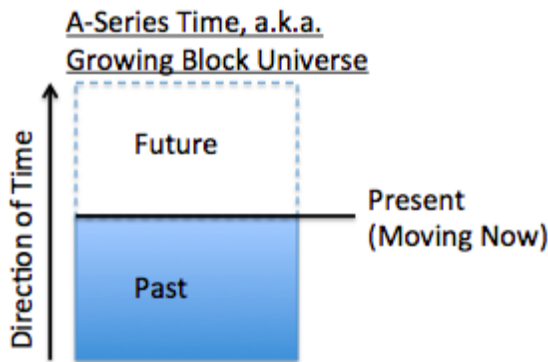 A-Series Time, a.k.a.
Growing Block Universe
Direction of Time
Future
Present
(Moving Now)
Past